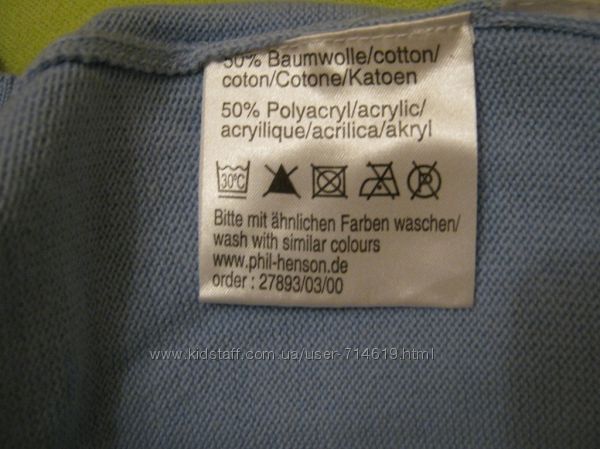 50% Baumwolle/cotton/
coton/Cotone/Katoen
50% Polyacryl/acrylic/
acryilique/acrilica/akryl
30°C
P
Bitte mit ähnlichen Farben waschen/
wash with similar colours
www.phil-henson.de
order : 27893/03/00
www.kidstaff.com.ua/user-714619.html